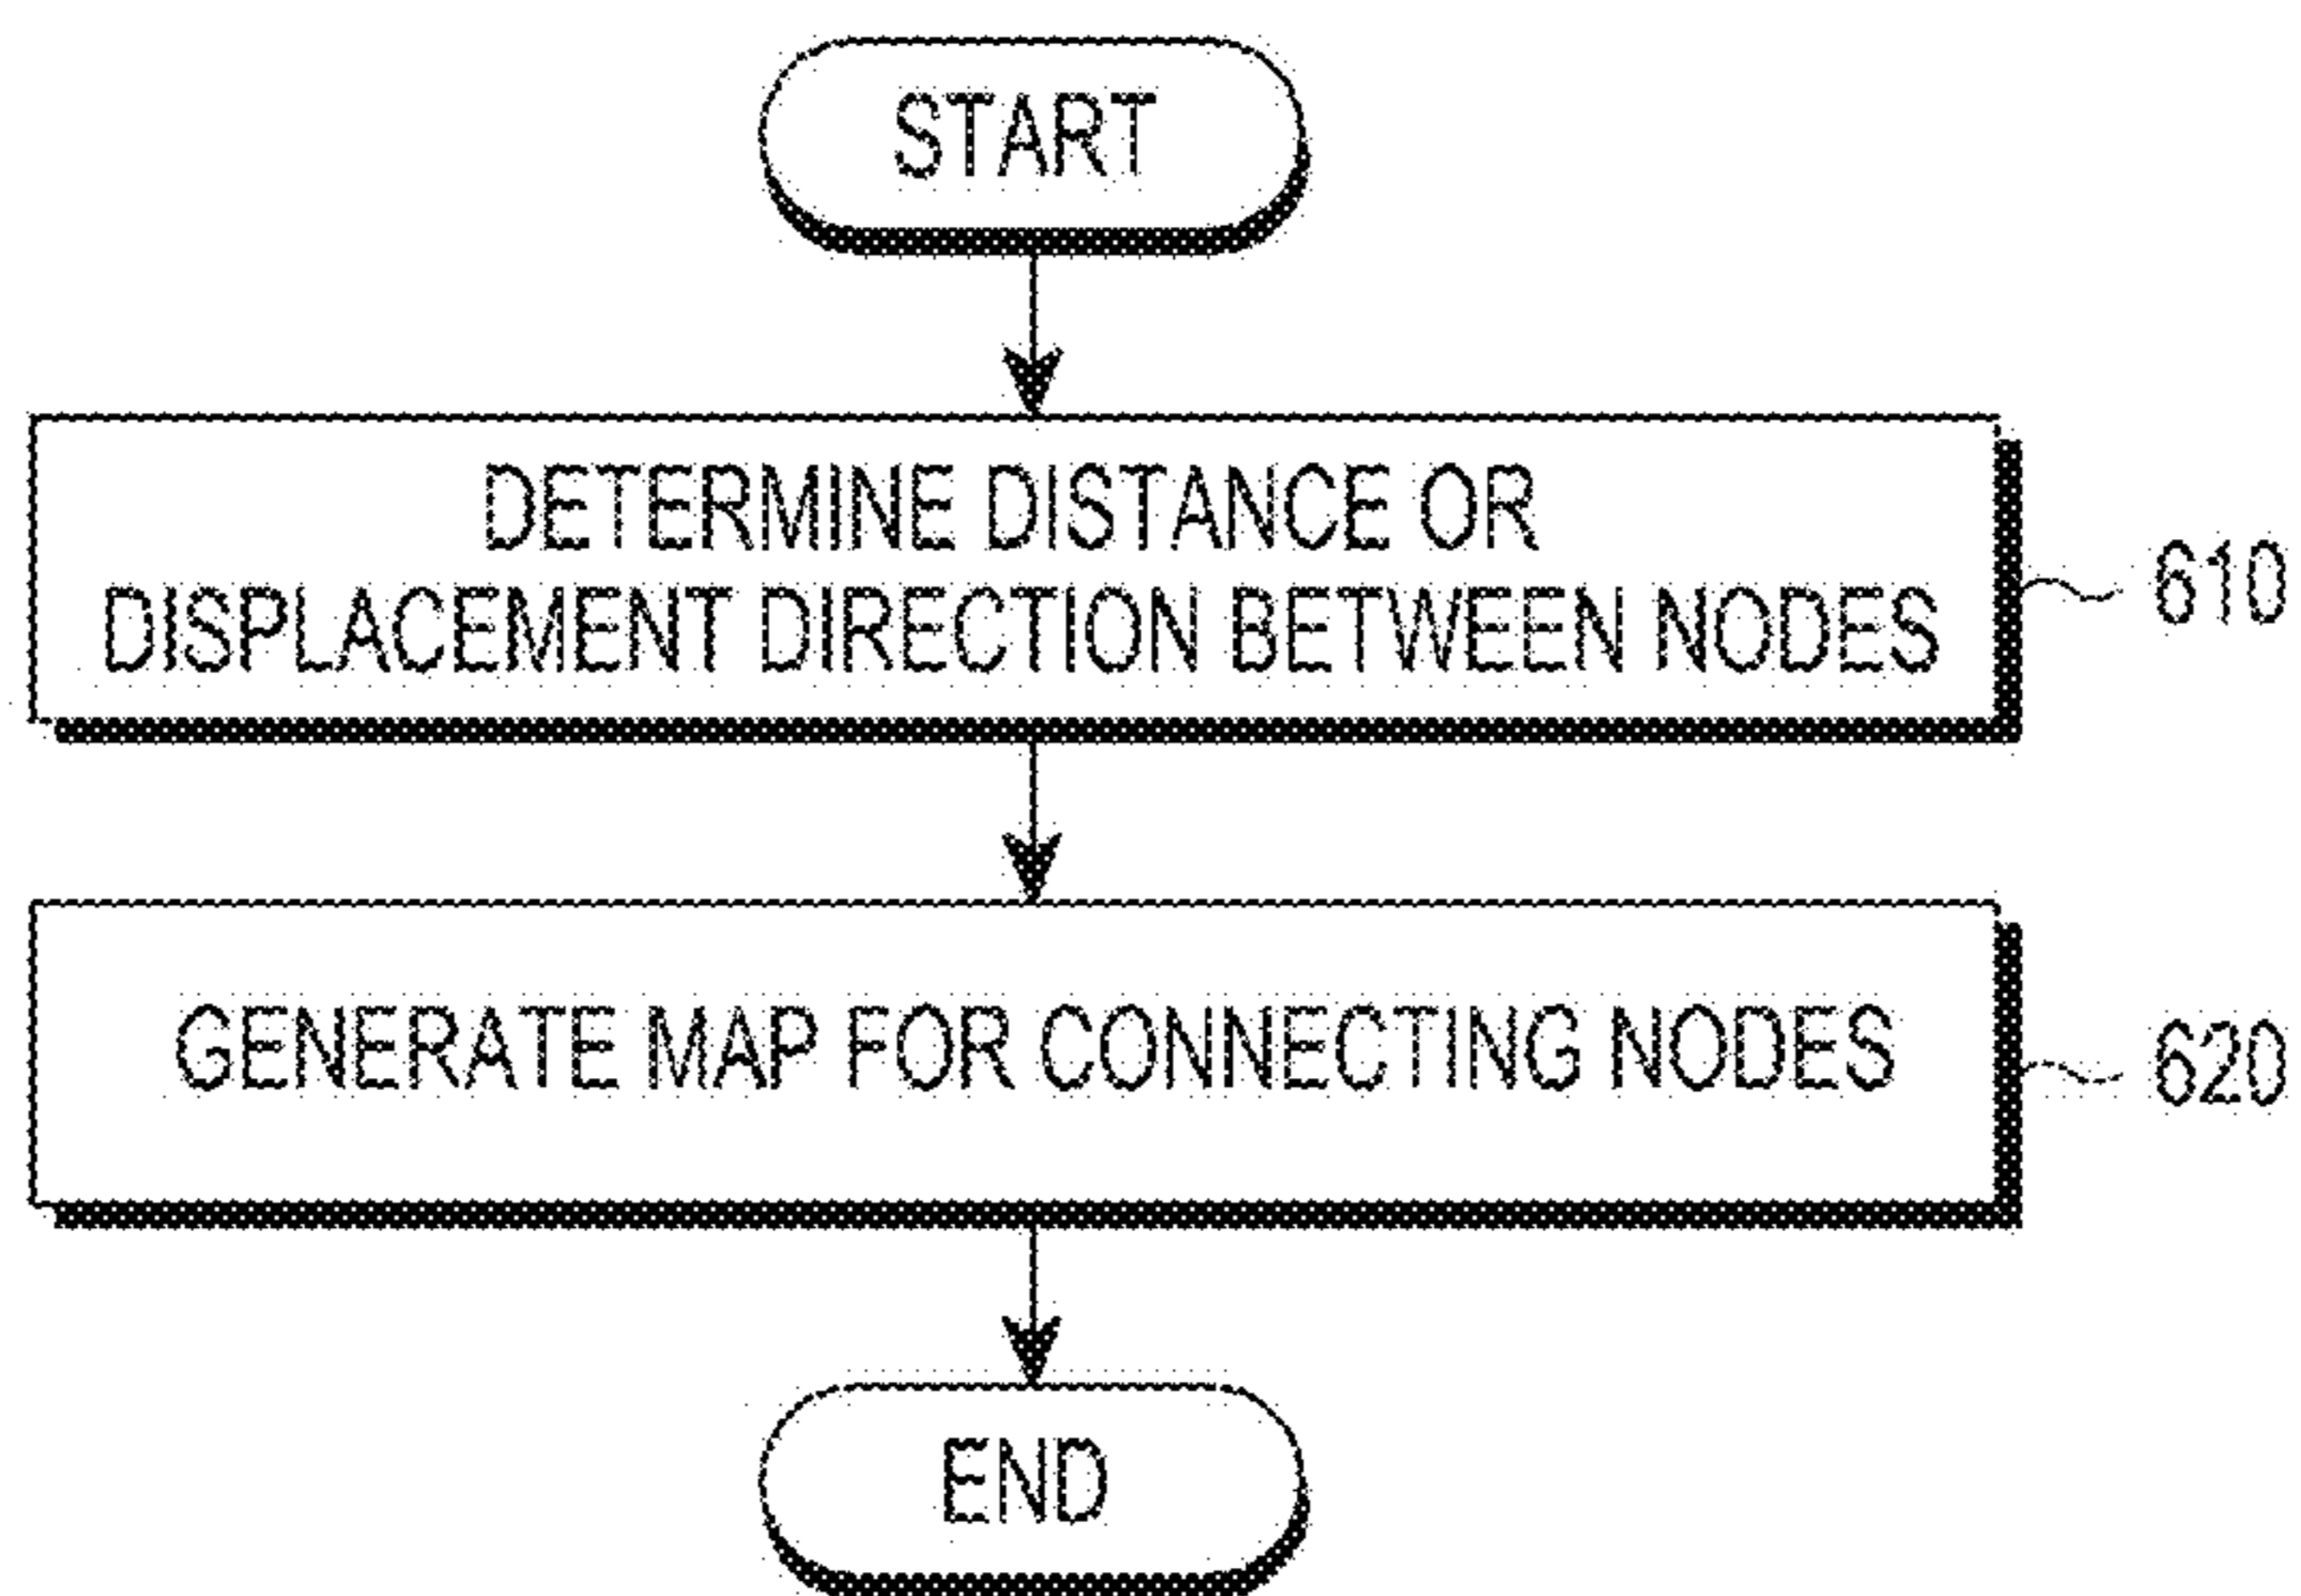 START
DETERMINE DISTANCE OR
DISPLACEMENT DIRECTION BETWEEN NODES
610
GENERATE MAP FOR CONNECTING NODES
620
END